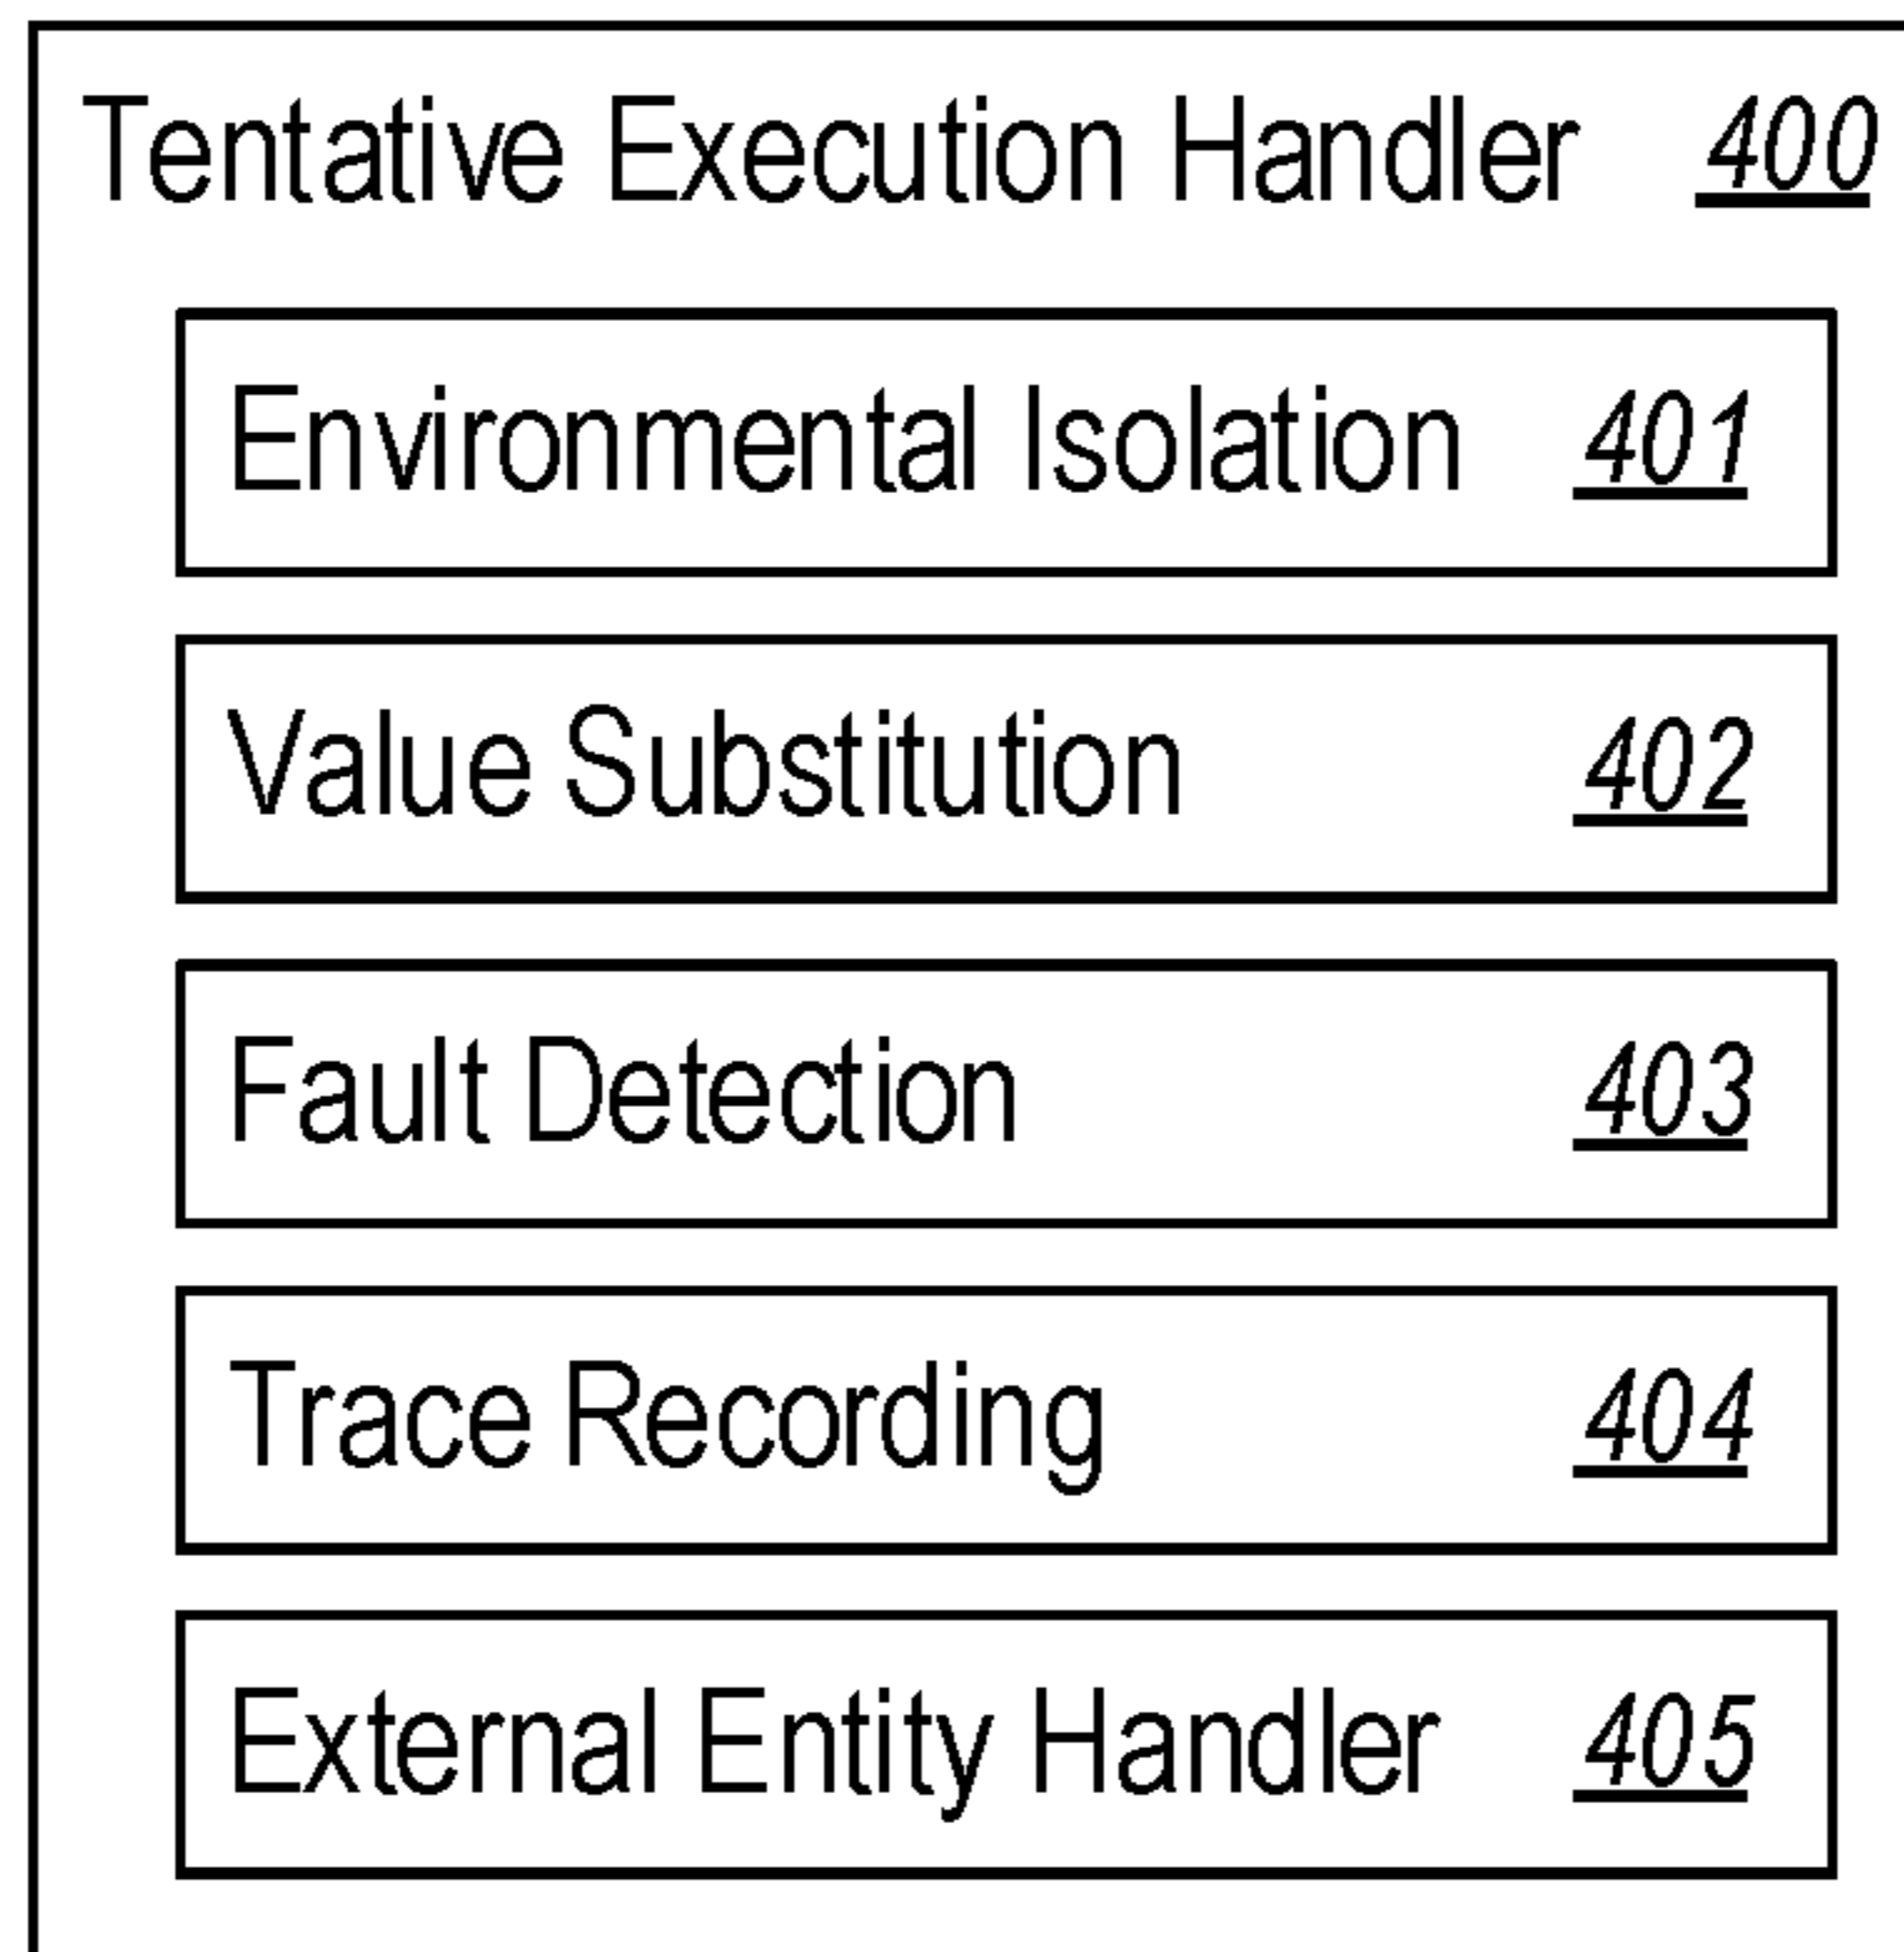 Tentative Execution Handler 400
Environmental Isolation 401
Value Substitution 402
Fault Detection 403
Trace Recording 404
External Entity Handler 405